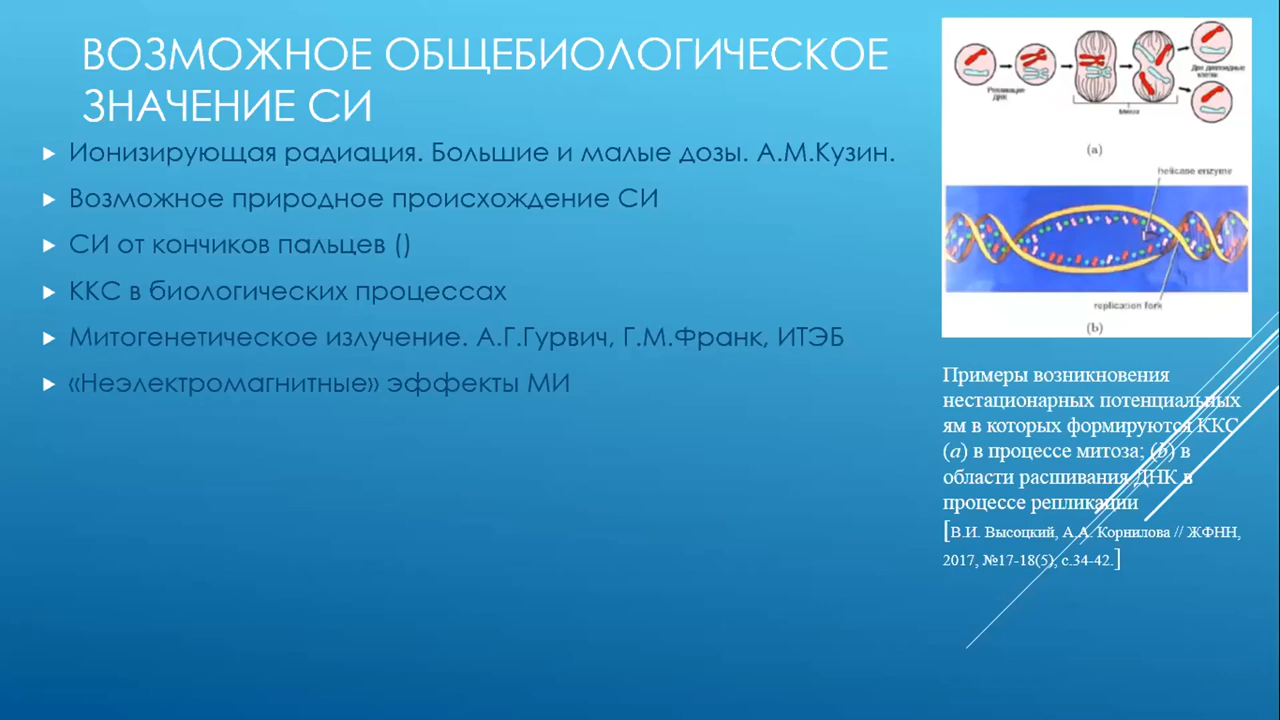 ВОЗМОЖНОЕ ОБЩЕБИОЛОГИЧЕСКОЕ
ЗНАЧЕНИЕ СИ
Ионизирующая радиация. Большие и малые дозы. А.М.Кузин.
Возможное природное происхождение СИ
СИ от кончиков пальцев ()
ККС в биологических процессах
Митогенетическое излучение. А.Г.Гурвич, Г.М.Франк, ИТЭБ
«Неэлектромагнитные» эффекты МИ
Репликация
ДНК
Две диплоидные
клетки
(a)
helicase enzyme
replication fork
(b)
Примеры возникновения
нестационарных потенциальных
ям в которых формируются ККС
(a) в процессе митоза; (b) в
области расшивания ДНК в
процессе репликации
[В.И. Высоцкий, А.А. Корнилова // ЖФНН,
2017, №17-18(5), с.34-42.]